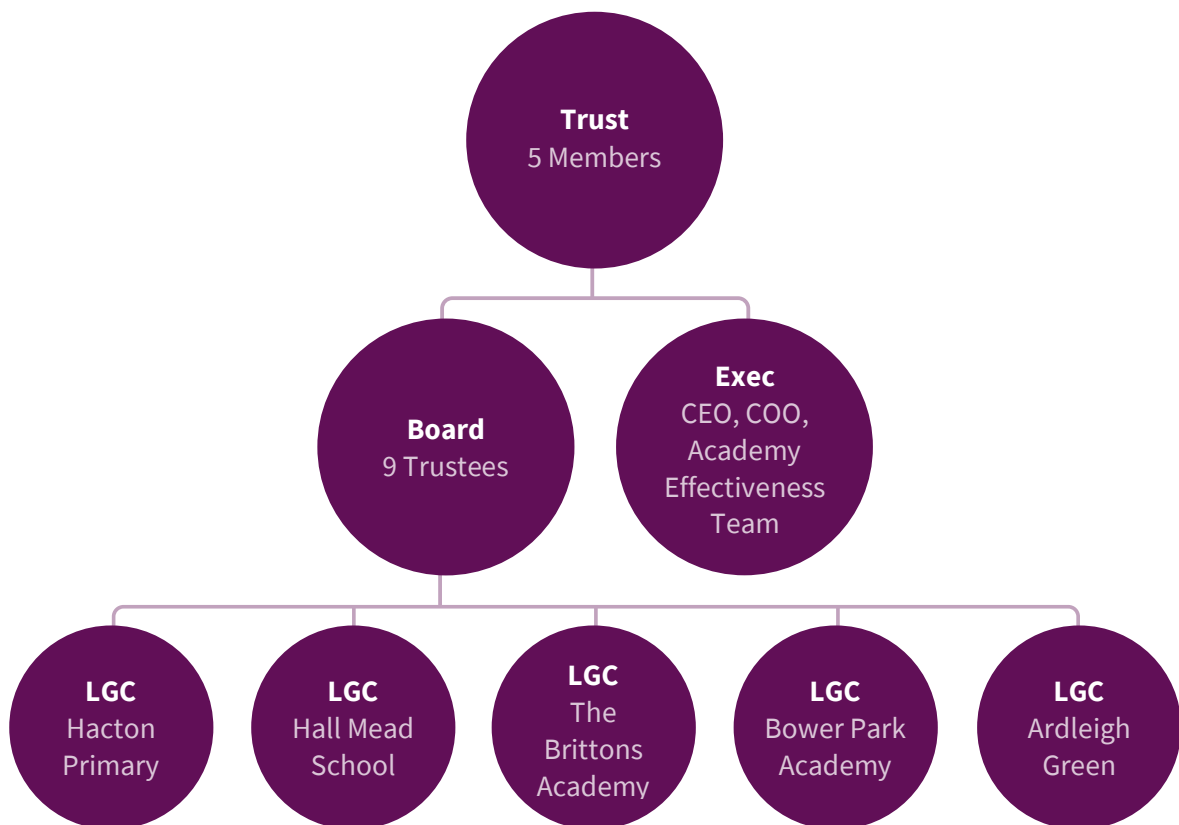 Trust
5 Members
Board
9 Trustees
Exec
CEO, COO,
Academy
Effectiveness
Team
LGC
Hacton
Primary
LGC
Hall Mead
School
LGC
The
Brittons
Academy
LGC
Bower Park
Academy
LGC
Ardleigh
Green